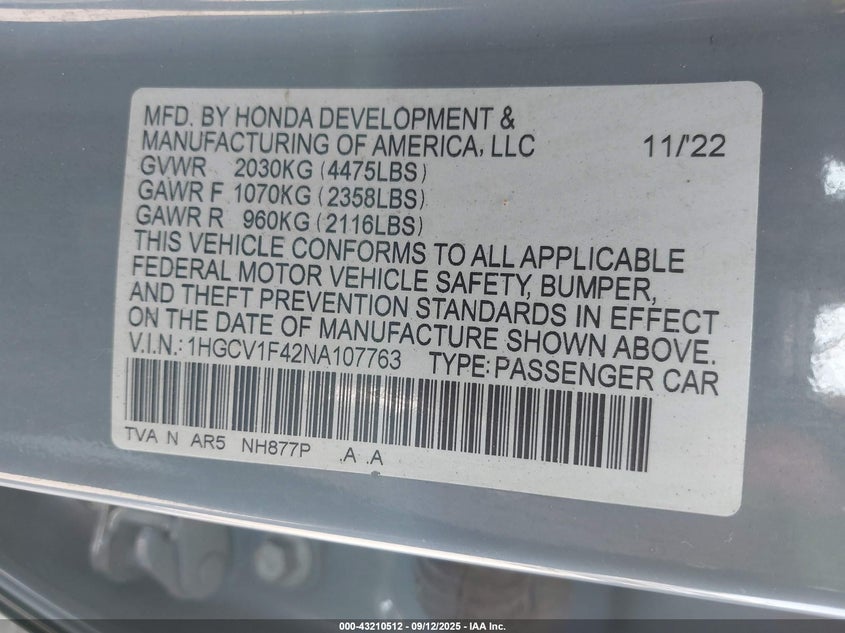 MFD. BY HONDA DEVELOPMENT &
MANUFACTURING OF AMERICA, LLC 11/'22
GVWR 2030KG (4475LBS)
GAWR F 1070KG (2358LBS)
GAWR R 960KG (2116LBS)
THIS VEHICLE CONFORMS TO ALL APPLICABLE
FEDERAL MOTOR VEHICLE SAFETY, BUMPER,
AND THEFT PREVENTION STANDARDS IN EFFECT
ON THE DATE OF MANUFACTURE SHOWN ABOVE.
V.I.N.: 1HGCV1F42NA107763 TYPE: PASSENGER CAR
TVA N AR5 NH877P .A .A
000-43210512 - 09/12/2025 - IAA Inc.